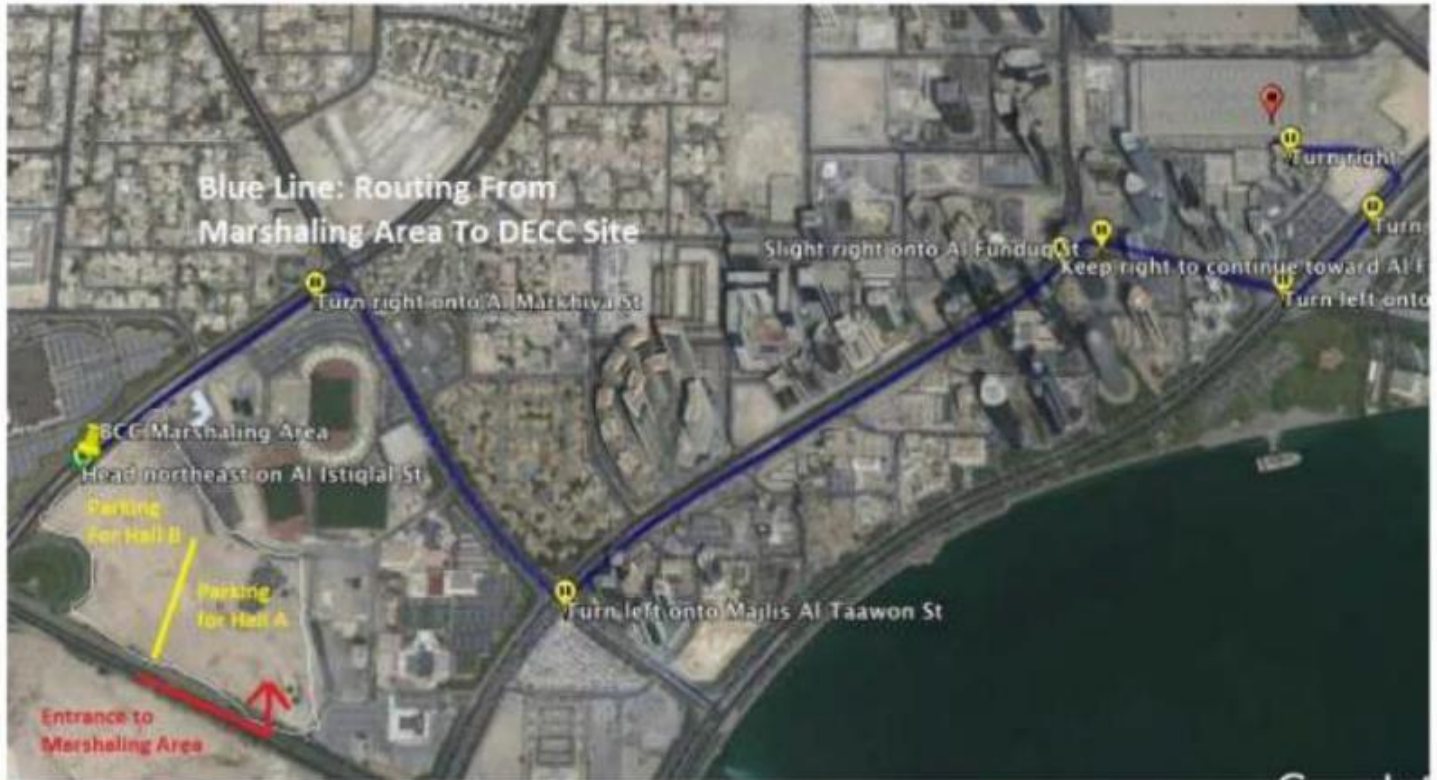 Turn right
Blue Line: Routing From
Marshaling Area To DECC Site
Turn
Slight right onto Al Funduq St
Keep right to continue toward Al F
Turn left onto
Turn right onto Al Markhiya St
BCC Marshaling Area
Head northeast on Al Istiqlal St
Parking
For Hall B
Parking
for Hall A
Turn left onto Majlis Al Taawon St
Entrance to
Marshaling Area